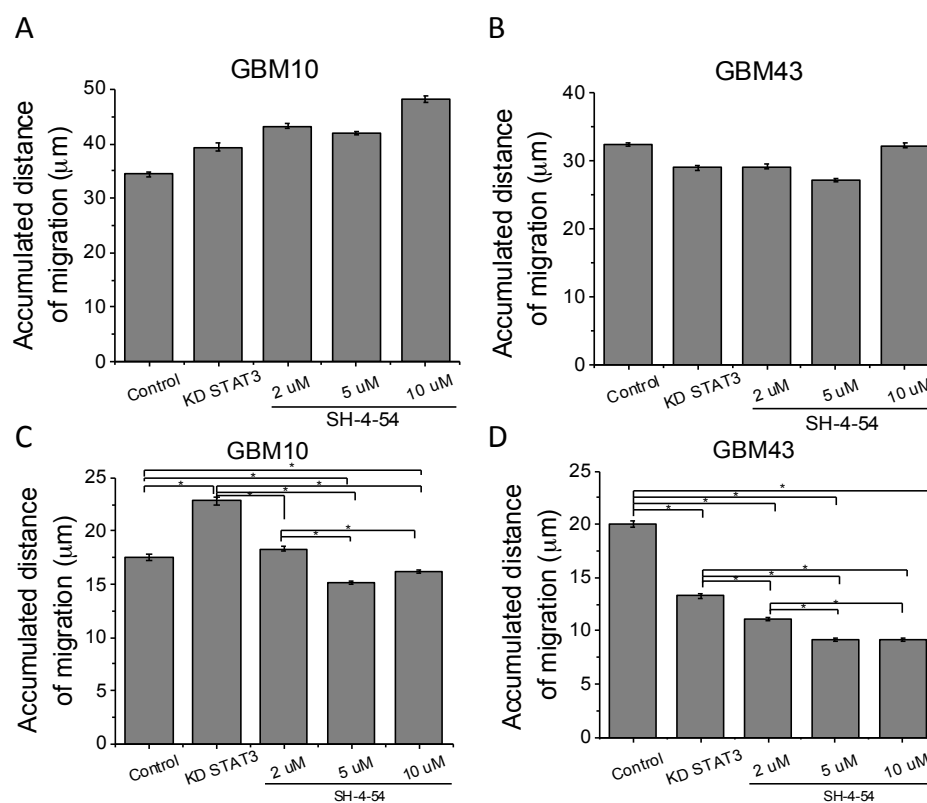 A
GBM10
Accumulated distance
of migration (μm)
50
40
30
20
10
0
Control
KD STAT3
2 uM
5 uM
10 uM
SH-4-54
B
GBM43
Accumulated distance
of migration (μm)
40
30
20
10
0
Control
KD STAT3
2 uM
5 uM
10 uM
SH-4-54
C
GBM10
Accumulated distance
of migration (μm)
25
20
15
10
5
0
* * * * * * * *
Control
KD STAT3
2 uM
5 uM
10 uM
SH-4-54
D
GBM43
Accumulated distance
of migration (μm)
25
20
15
10
5
0
* * * * * * * * *
Control
KD STAT3
2 uM
5 uM
10 uM
SH-4-54